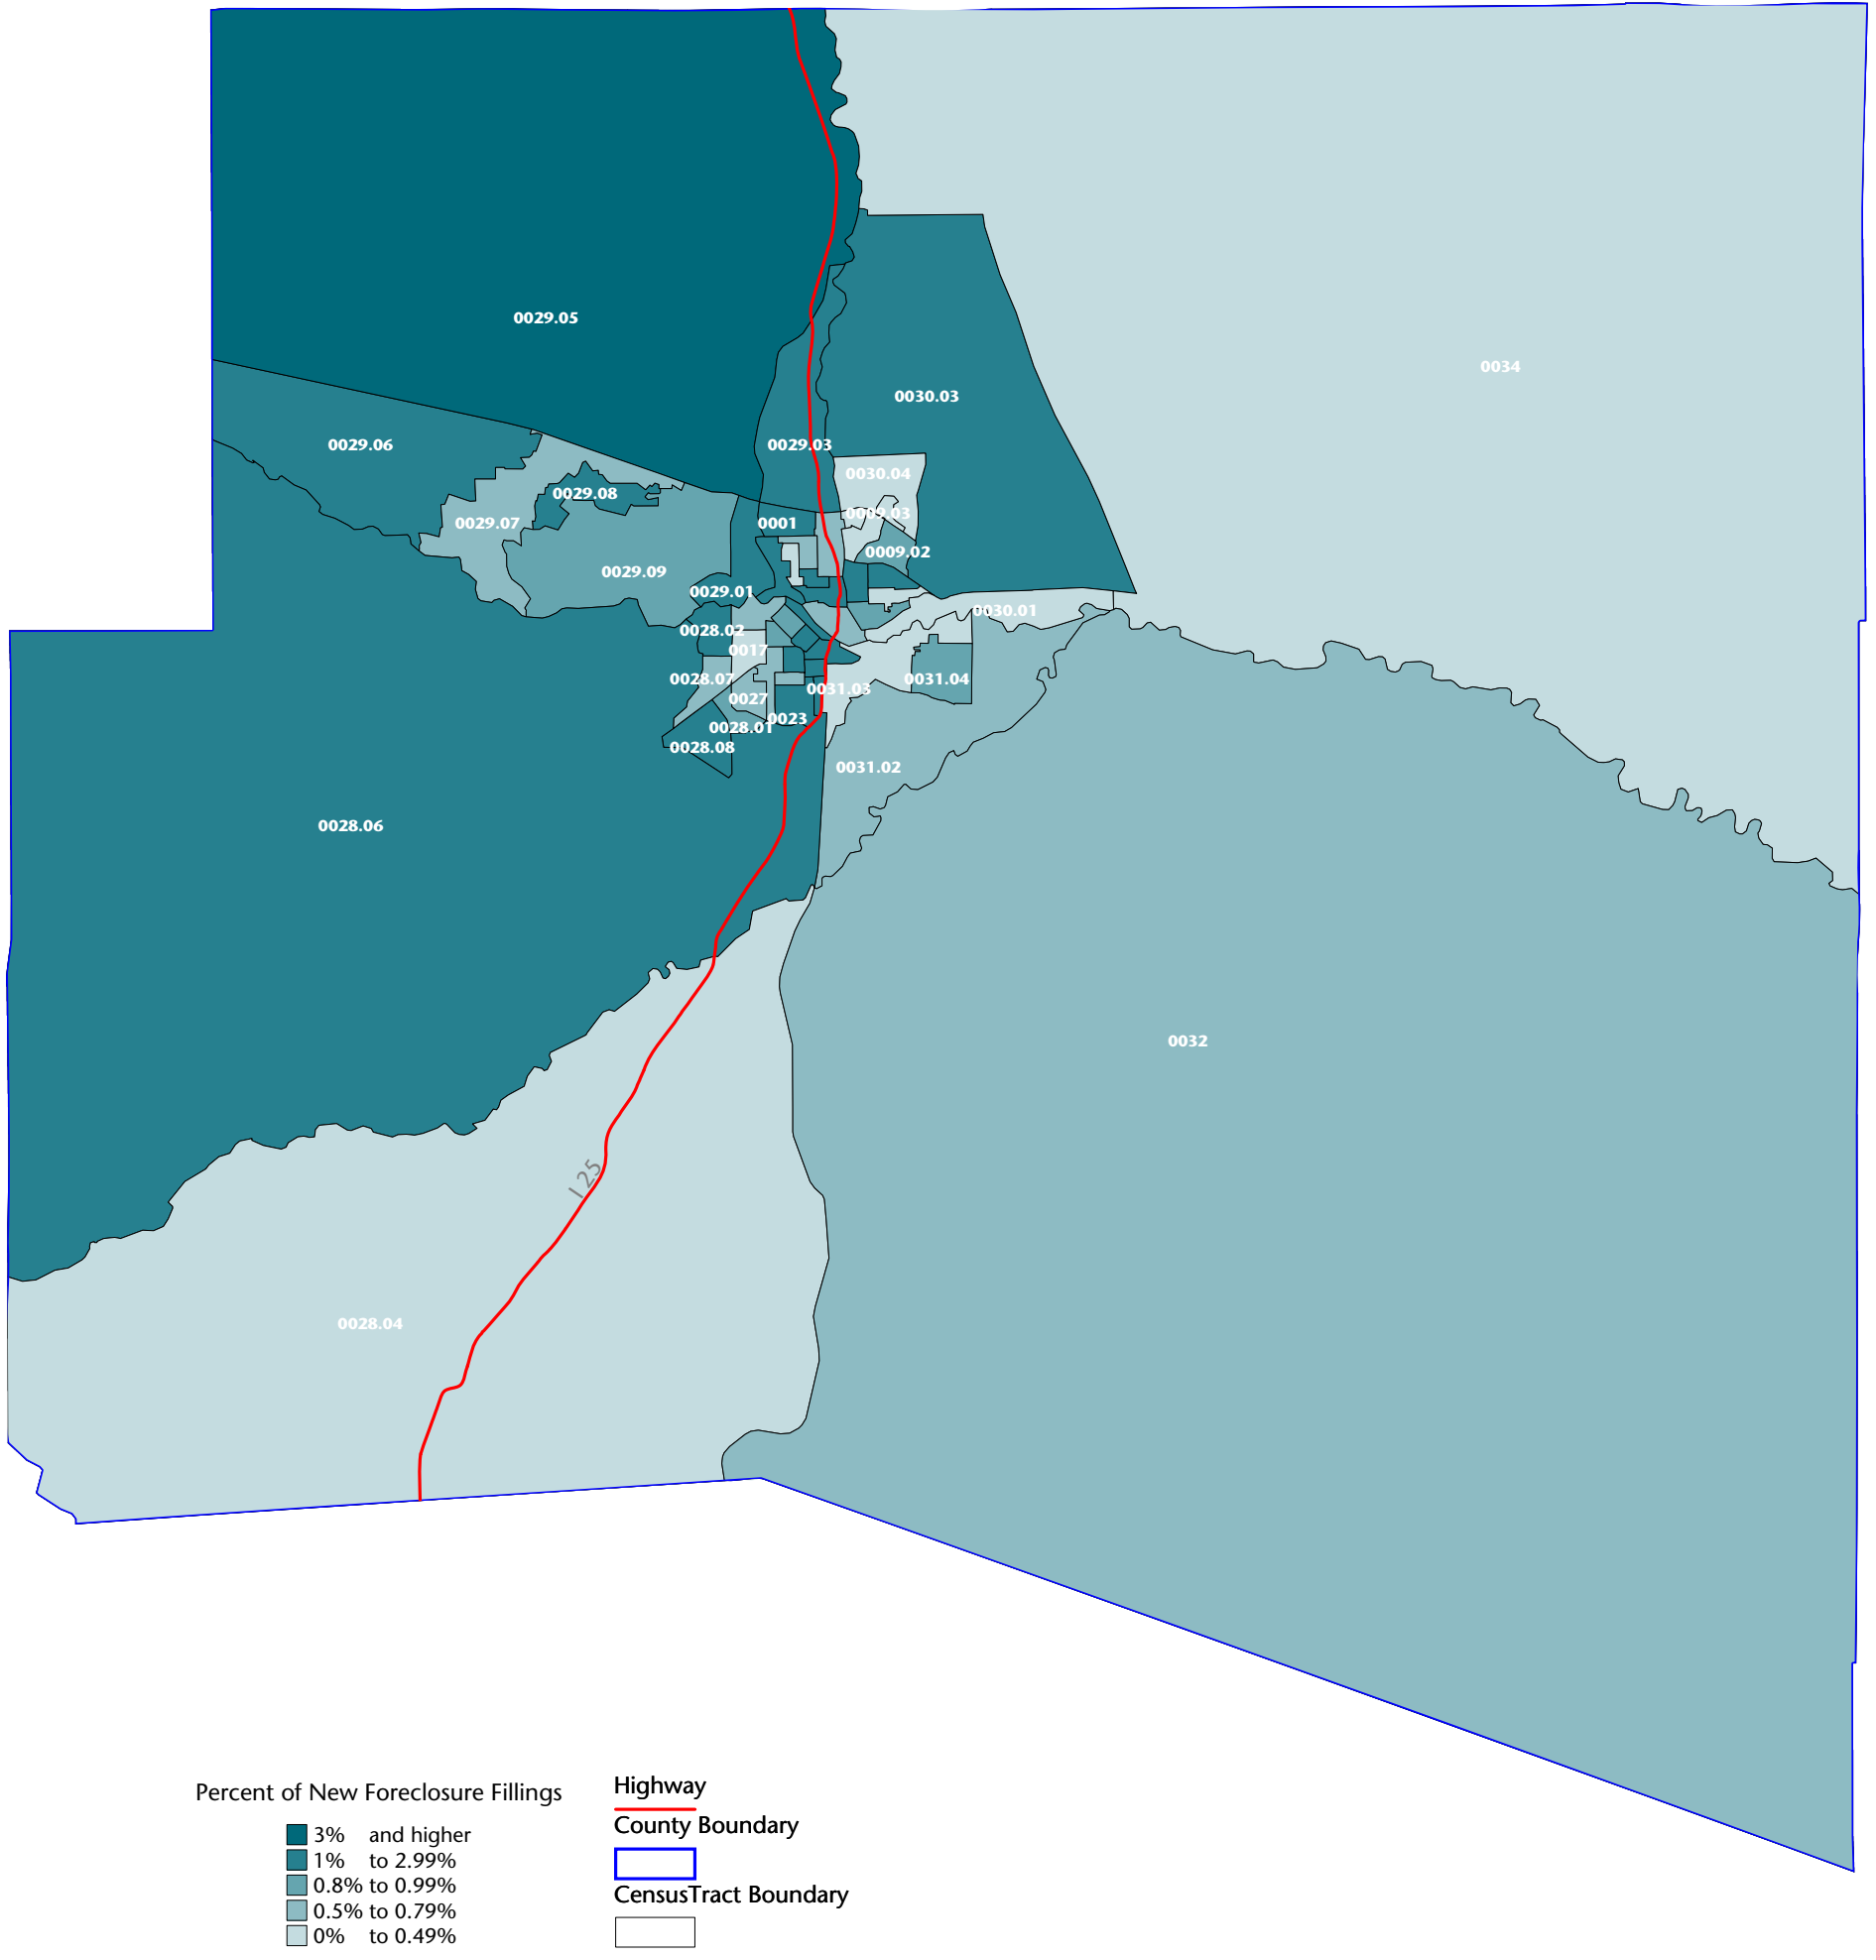 0029.05
0034
0030.03
0029.06
0029.03
0030.04
0029.08
0009.03
0029.07
0001
0009.02
0029.09
0029.01
0030.01
0028.02
0017
0028.07
0031.04
0031.03
0027
0023
0028.01
0028.08
0031.02
0028.06
0032
I 25
0028.04
Percent of New Foreclosure Fillings
3% and higher
1% to 2.99%
0.8% to 0.99%
0.5% to 0.79%
0% to 0.49%
Highway
County Boundary
CensusTract Boundary